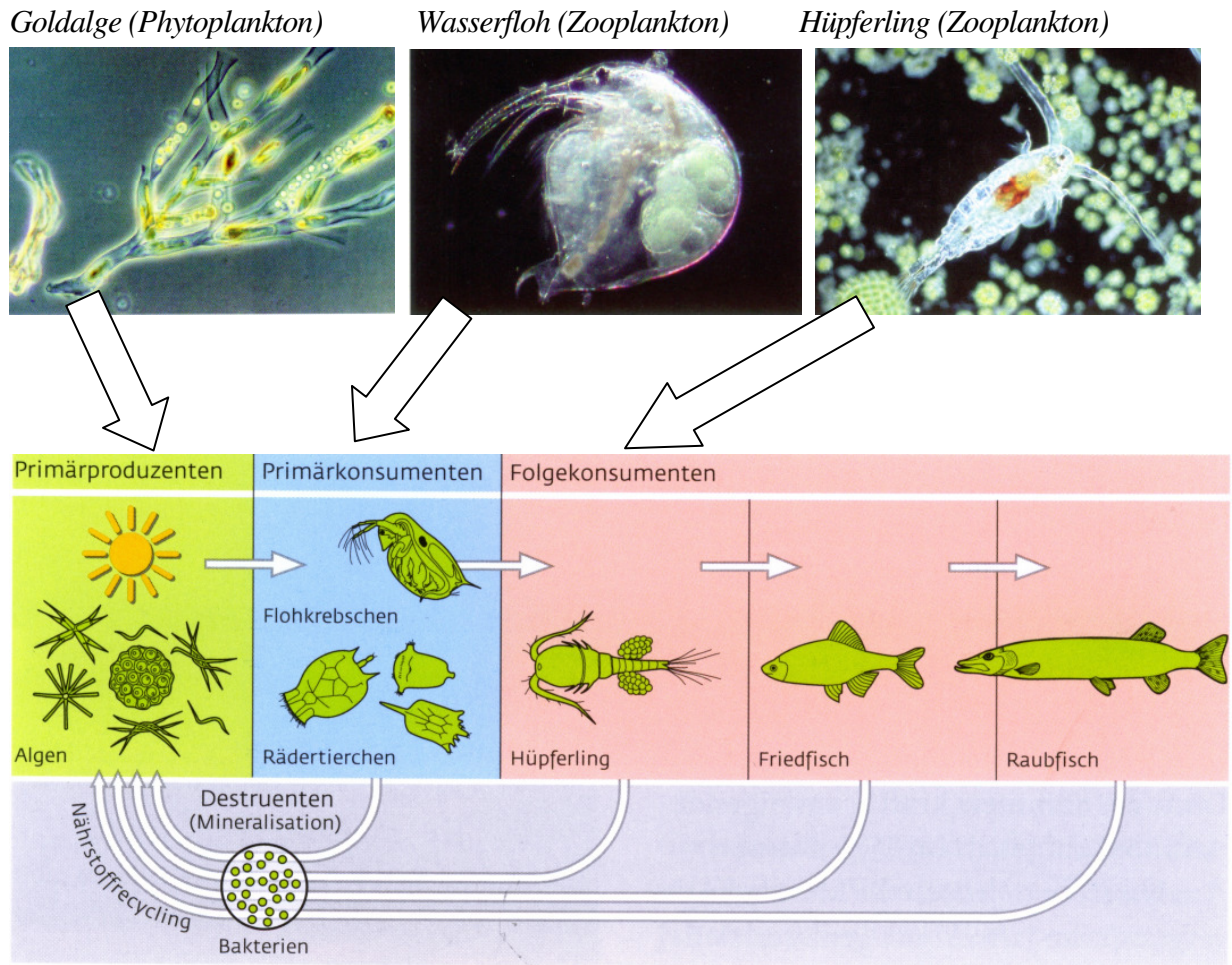 Goldalge (Phytoplankton)
Wasserfloh (Zooplankton)
Hüpferling (Zooplankton)
Primärproduzenten
Primärkonsumenten
Folgekonsumenten
Flohkrebschen
Algen
Rädertierchen
Hüpferling
Friedfisch
Raubfisch
Destruenten
(Mineralisation)
Nährstoffrecycling
Bakterien